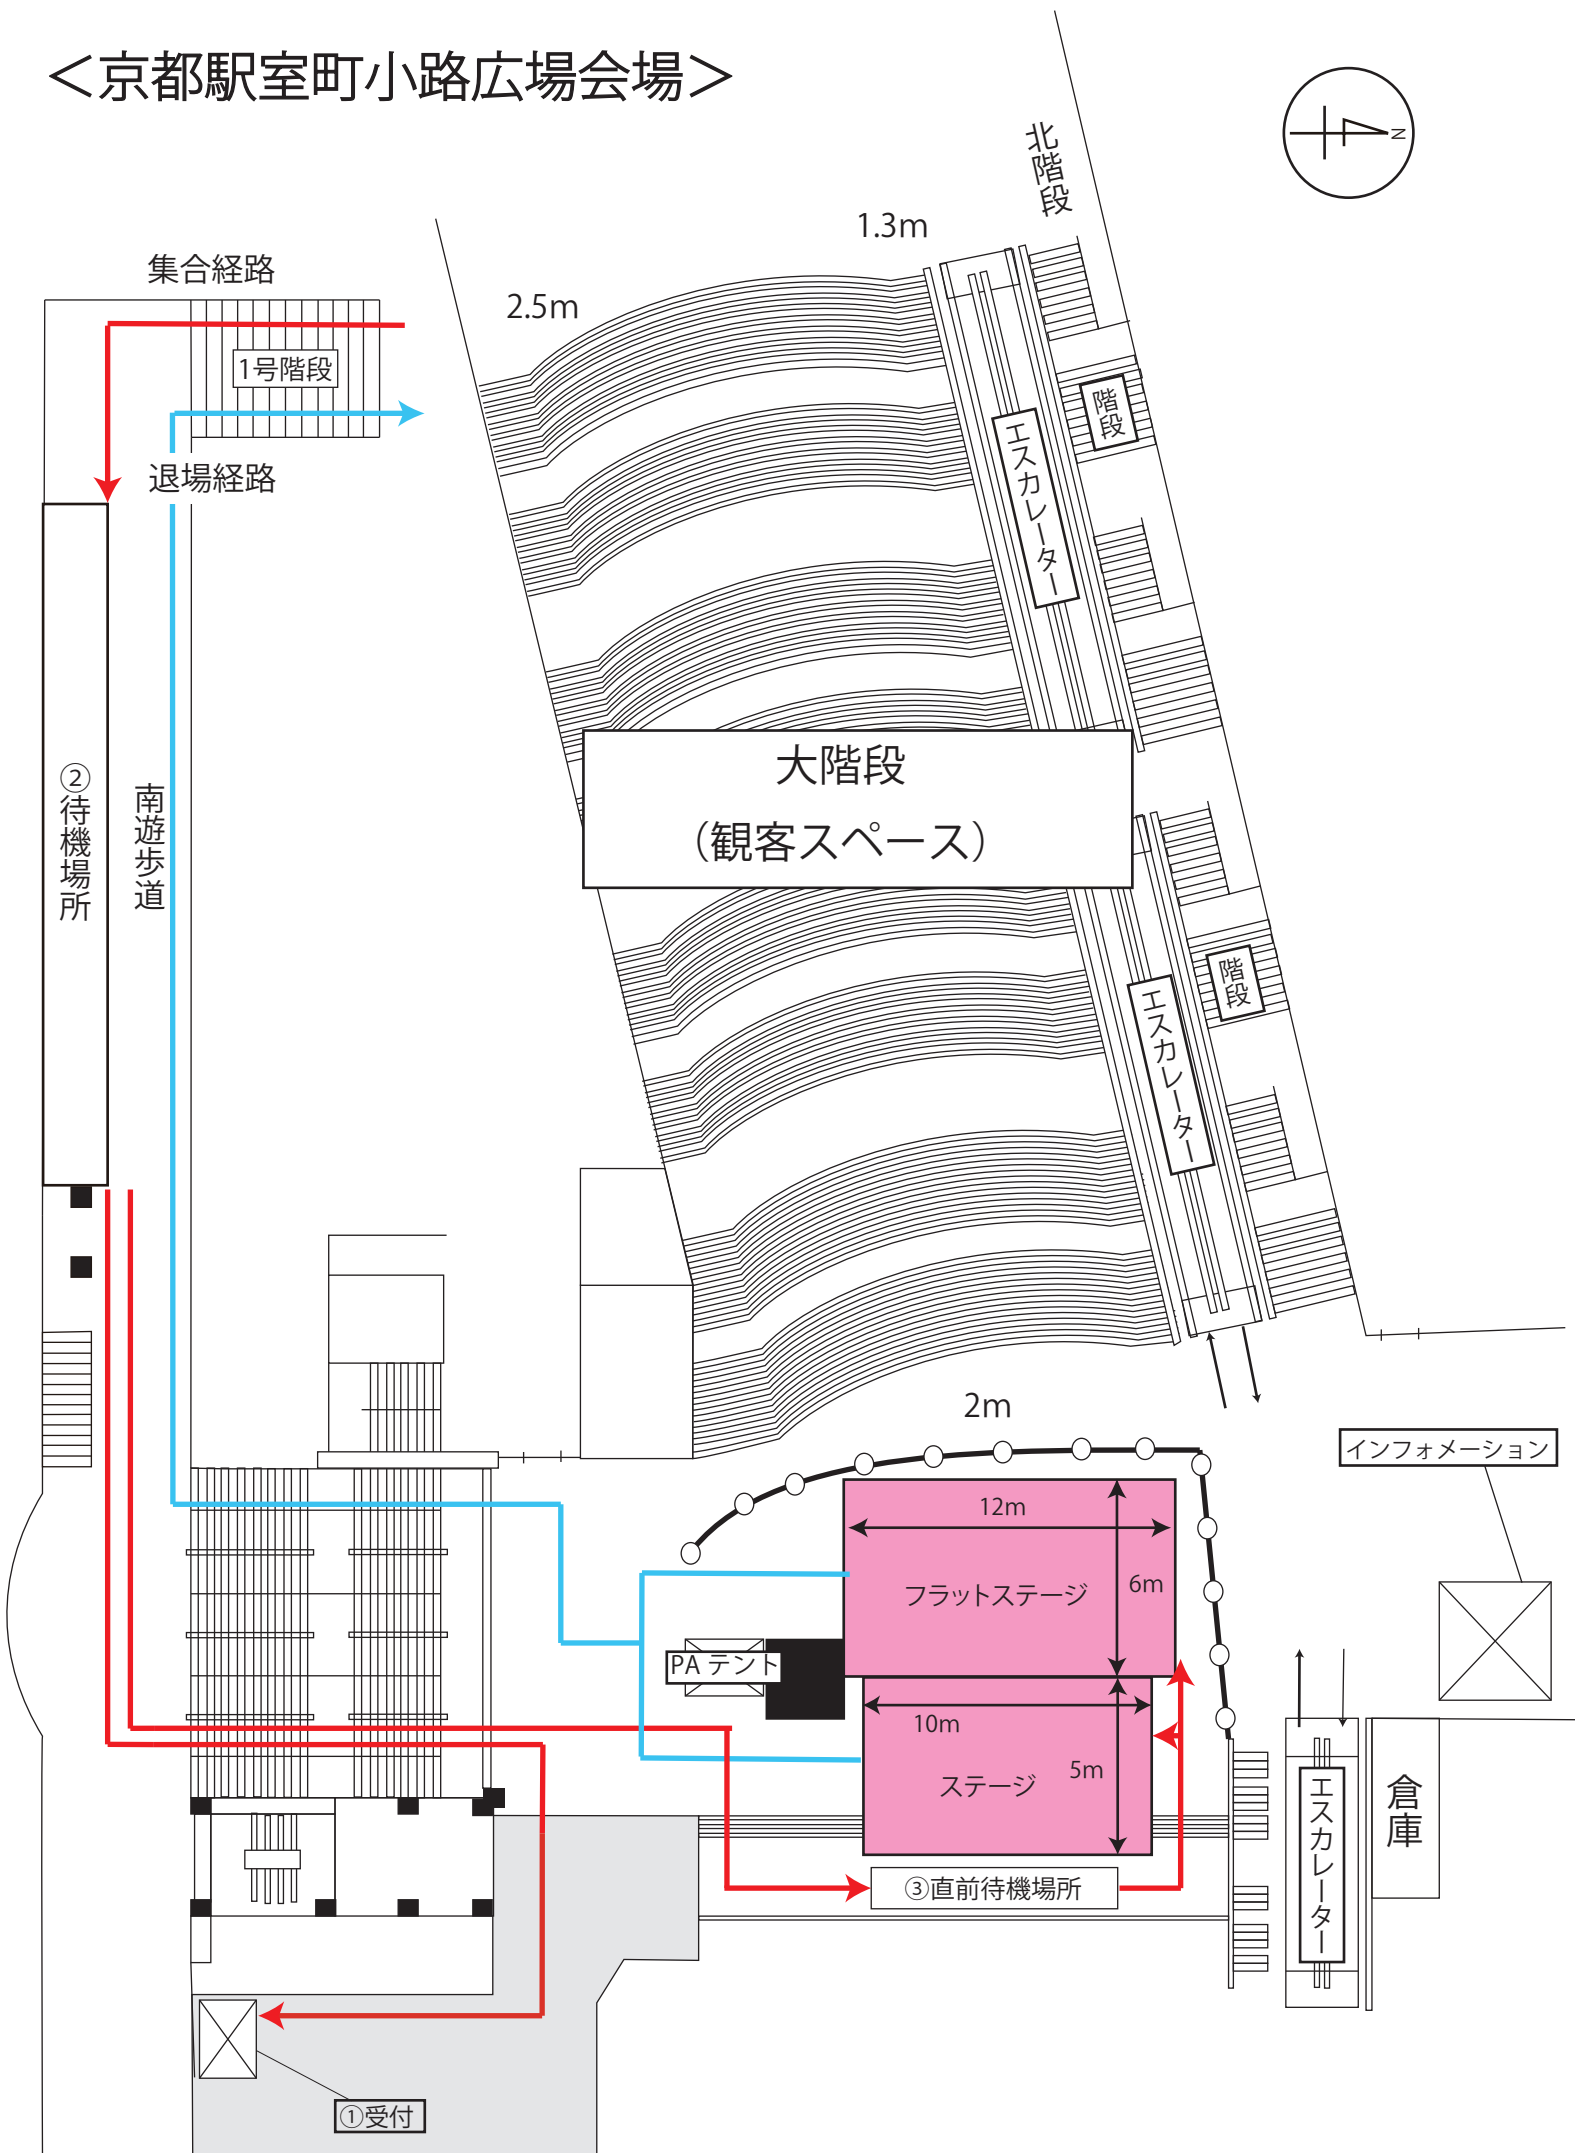 ＜京都駅室町小路広場会場＞
N
北階段
1.3m
集合経路
2.5m
1号階段
階段
エスカレーター
退場経路
大階段
（観客スペース）
②待機場所
南遊歩道
階段
エスカレーター
2m
インフォメーション
12m
フラットステージ
6m
PA テント
10m
5m
ステージ
エスカレーター
倉庫
③直前待機場所
①受付